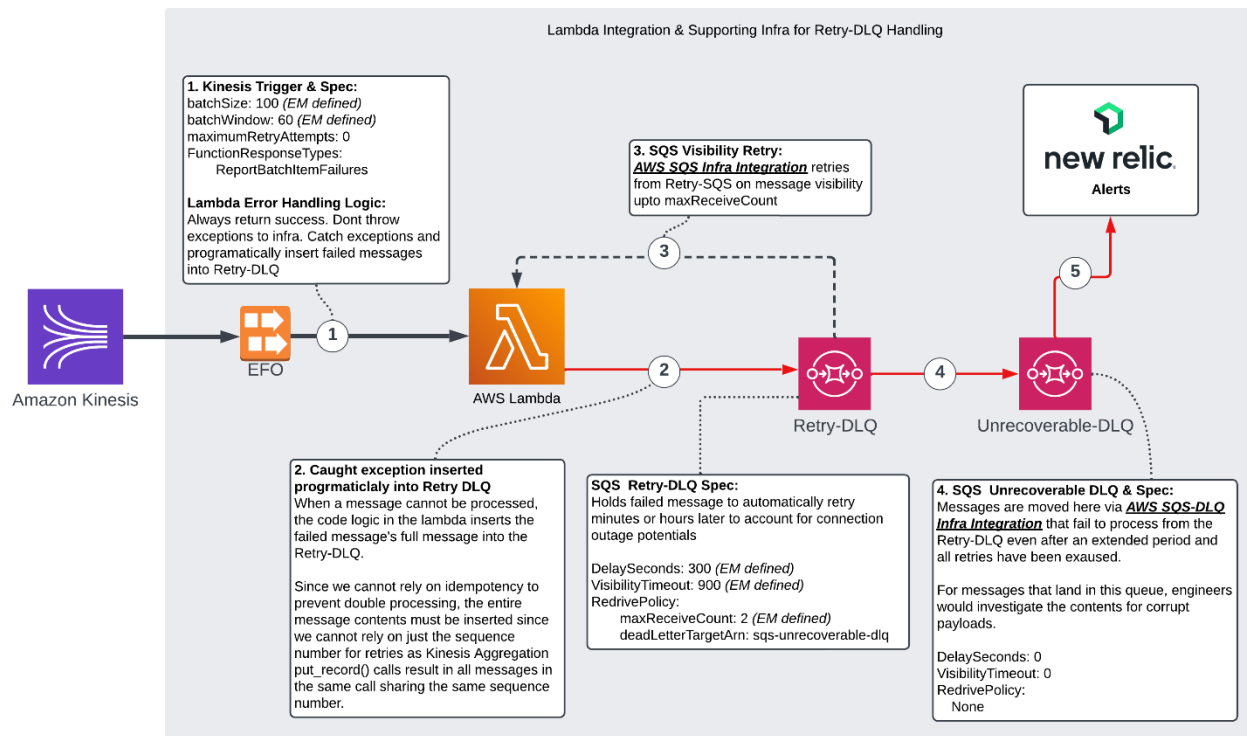 Lambda Integration & Supporting Infra for Retry-DLQ Handling
1. Kinesis Trigger & Spec:
batchSize: 100 (EM defined)
batchWindow: 60 (EM defined)
maximumRetryAttempts: 0
FunctionResponseTypes:
ReportBatchItemFailures
Lambda Error Handling Logic:
Always return success. Dont throw
exceptions to infra. Catch exceptions and
programatically insert failed messages
into Retry-DLQ
3. SQS Visibility Retry:
AWS SQS Infra Integration retries
from Retry-SQS on message visibility
upto maxReceiveCount
new relic.
Alerts
3
5
1
2
4
Amazon Kinesis
EFO
AWS Lambda
Retry-DLQ
Unrecoverable-DLQ
2. Caught exception inserted
progrmaticlaly into Retry DLQ
When a message cannot be processed,
the code logic in the lambda inserts the
failed message's full message into the
Retry-DLQ.
Since we cannot rely on idempotency to
prevent double processing, the entire
message contents must be inserted since
we cannot rely on just the sequence
number for retries as Kinesis Aggregation
put_record() calls result in all messages in
the same call sharing the same sequence
number.
SQS Retry-DLQ Spec:
Holds failed message to automatically retry
minutes or hours later to account for connection
outage potentials
DelaySeconds: 300 (EM defined)
VisibilityTimeout: 900 (EM defined)
RedrivePolicy:
maxReceiveCount: 2 (EM defined)
deadLetterTargetArn: sqs-unrecoverable-dlq
4. SQS Unrecoverable DLQ & Spec:
Messages are moved here via AWS SQS-DLQ
Infra Integration that fail to process from the
Retry-DLQ even after an extended period and
all retries have been exaused.
For messages that land in this queue, engineers
would investigate the contents for corrupt
payloads.
DelaySeconds: 0
VisibilityTimeout: 0
RedrivePolicy:
None